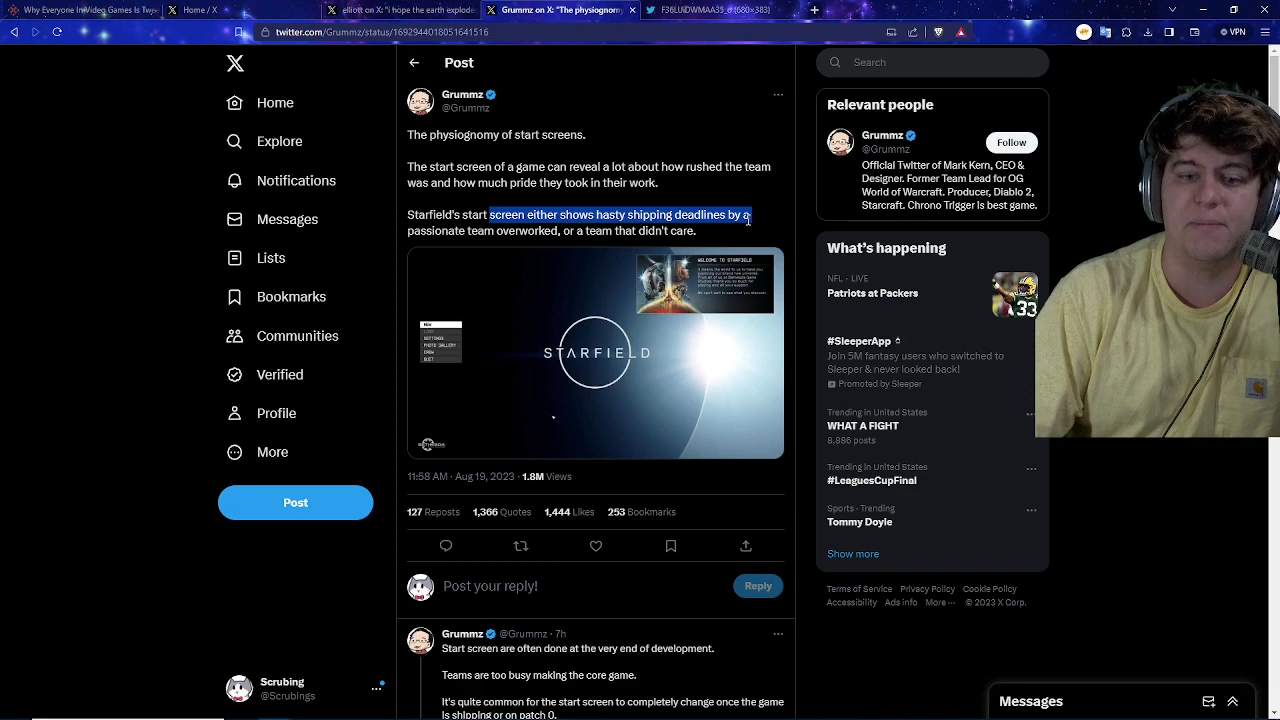 Why Everyone In Video Games Is Typ
Home / X
elliott on X: "i hope the earth explode
Grummz on X: "The physiognomy
F36LUiDWMAA35_d (680×383)
twitter.com/Grummz/status/1692944018051641516
VPN
Post
Search
Home
Explore
Notifications
Messages
Lists
Bookmarks
Communities
Verified
Profile
More
Post
Grummz
@Grummz
The physiognomy of start screens.
The start screen of a game can reveal a lot about how rushed the team
was and how much pride they took in their work.
Starfield's start screen either shows hasty shipping deadlines by a
passionate team overworked, or a team that didn't care.
WELCOME TO STARFIELD
NEW
LOAD
SETTINGS
PHOTO GALLERY
CREW
QUIT
STARFIELD
BETHESDA
11:58 AM · Aug 19, 2023 · 1.8M Views
127 Reposts 1,366 Quotes 1,444 Likes 253 Bookmarks
Post your reply!
Reply
Grummz @Grummz · 7h
Start screen are often done at the very end of development.
Teams are too busy making the core game.
It's quite common for the start screen to completely change once the game
is shipping or on patch 0.
Relevant people
Grummz
@Grummz
Follow
Official Twitter of Mark Kern, CEO &
Designer. Former Team Lead for OG
World of Warcraft. Producer, Diablo 2,
Starcraft. Chrono Trigger is best game.
What's happening
NFL · LIVE
Patriots at Packers
33
#SleeperApp
Join 5M fantasy users who switched to
Sleeper & never looked back!
Promoted by Sleeper
Trending in United States
WHAT A FIGHT
8,886 posts
Trending in United States
#LeaguesCupFinal
Sports · Trending
Tommy Doyle
Show more
Terms of Service Privacy Policy Cookie Policy
Accessibility Ads info More ··· © 2023 X Corp.
Scrubing
@Scrubings
Messages